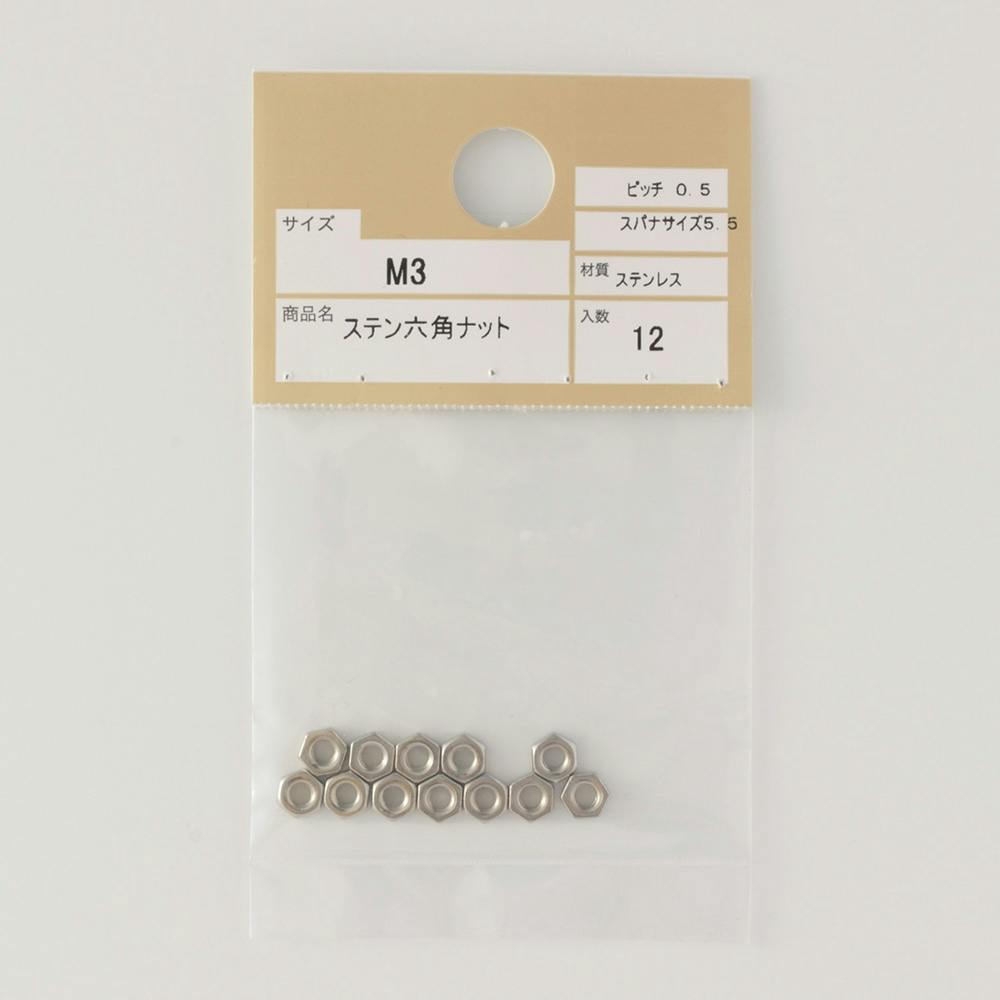 サイズ
M3
商品名
ステン六角ナット
ピッチ 0.5
スパナサイズ5.5
材質
ステンレス
入数
12